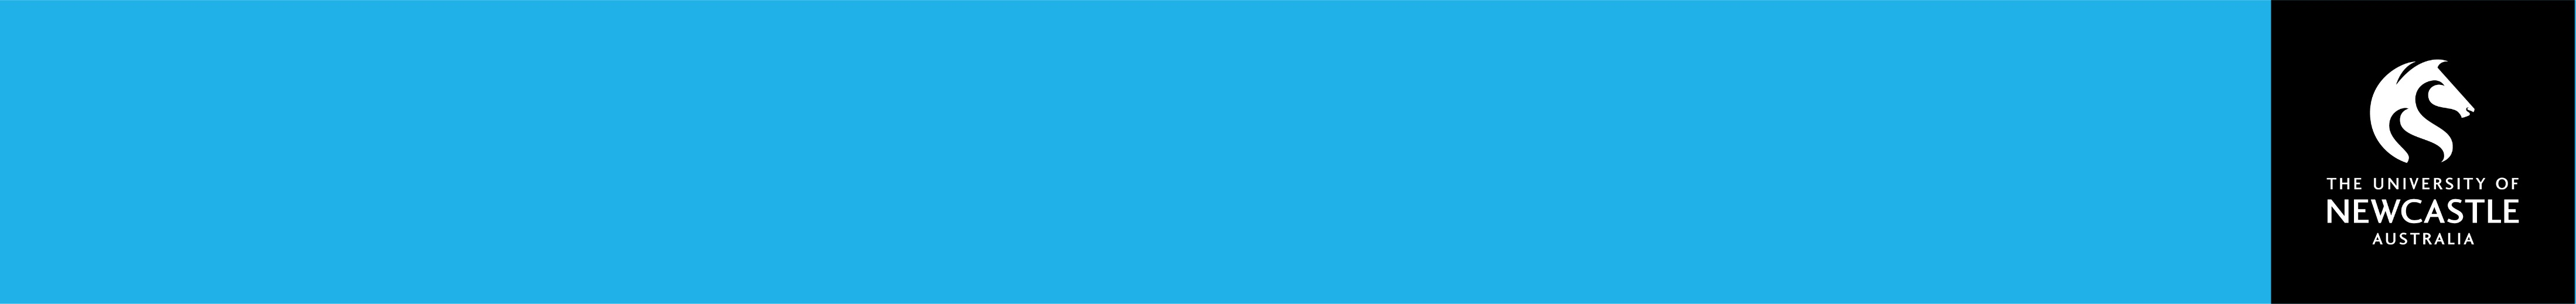 THE UNIVERSITY OF
NEWCASTLE
AUSTRALIA